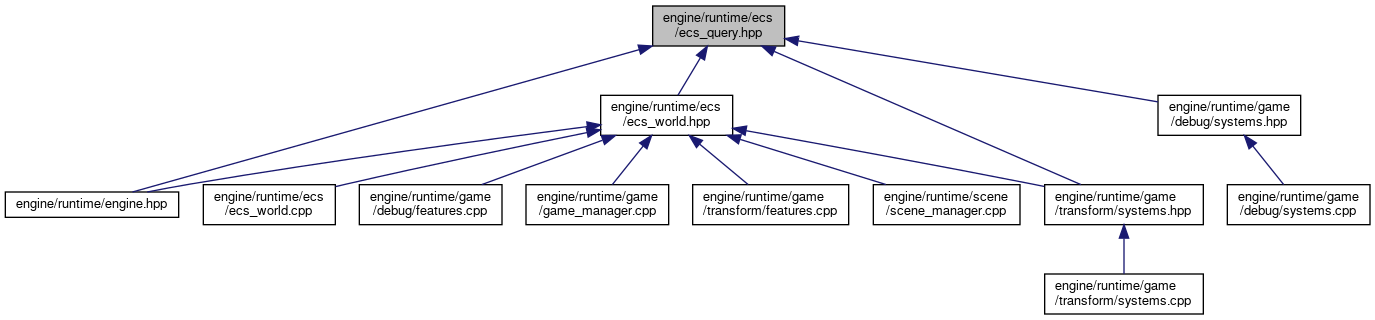 engine/runtime/ecs
/ecs_query.hpp
engine/runtime/ecs
/ecs_world.hpp
engine/runtime/game
/debug/systems.hpp
engine/runtime/engine.hpp
engine/runtime/ecs
/ecs_world.cpp
engine/runtime/game
/debug/features.cpp
engine/runtime/game
/game_manager.cpp
engine/runtime/game
/transform/features.cpp
engine/runtime/scene
/scene_manager.cpp
engine/runtime/game
/transform/systems.hpp
engine/runtime/game
/debug/systems.cpp
engine/runtime/game
/transform/systems.cpp